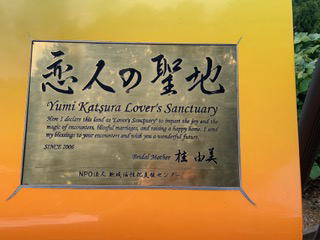 恋人の聖地
Yumi Katsura Lover's Sanctuary
Here I declare this land as "Lover's Sanctuary" to impart the joy and the
magic of encounters, blissful marriages, and raising a happy home. I send
my blessings to your encounters and wish you a wonderful future.
SINCE 2006
Bridal Mother 桂 由美
NPO法人 地域活性化支援センター